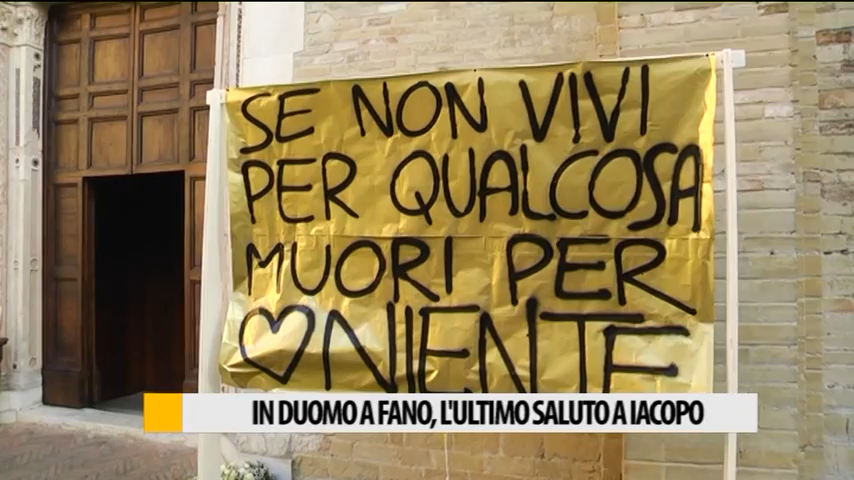 SE NON VIVI
PER QUALCOSA
MUORI PER
NIENTE
IN DUOMO A FANO, L'ULTIMO SALUTO A IACOPO